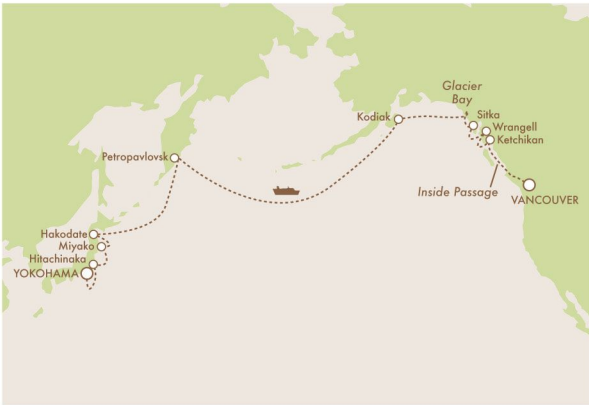 Glacier
Bay
Kodiak
Sitka
Wrangell
Ketchikan
Petropavlovsk
Inside Passage
VANCOUVER
Hakodate
Miyako
Hitachinaka
YOKOHAMA